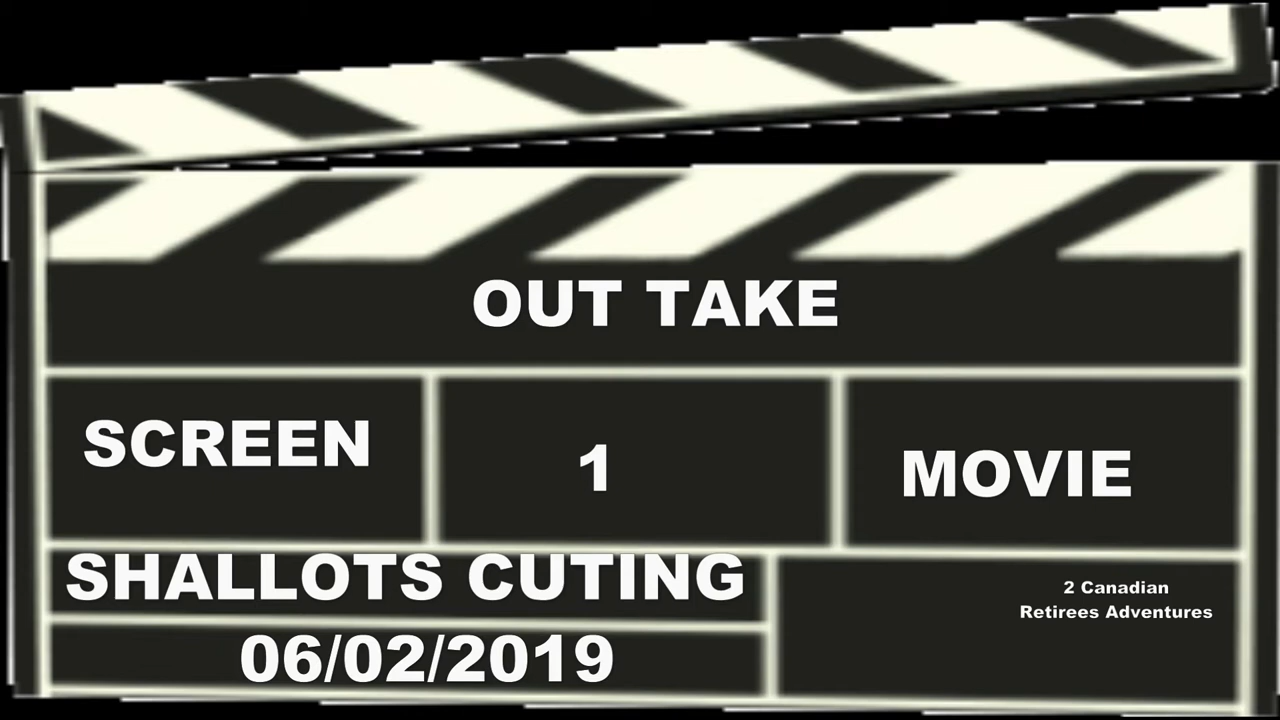 OUT TAKE
SCREEN
1
MOVIE
SHALLOTS CUTING
06/02/2019
2 Canadian
Retirees Adventures